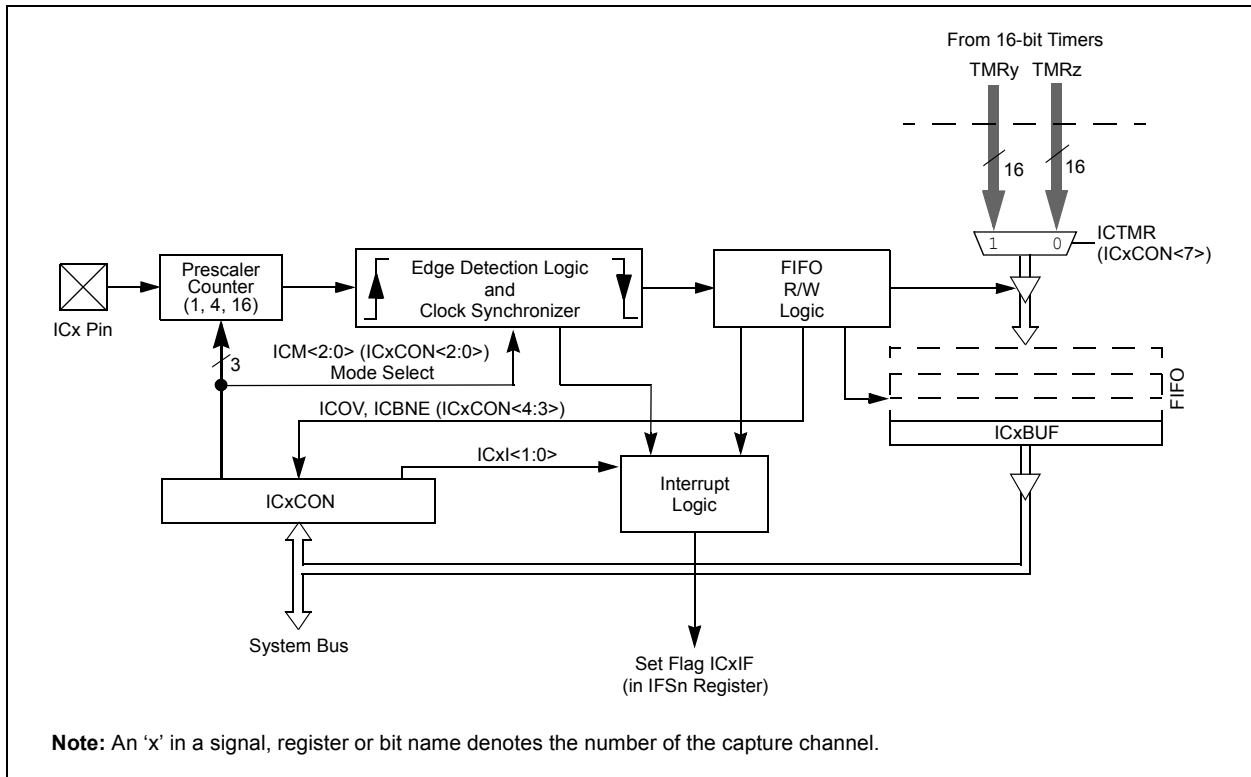 From 16-bit Timers
TMRy TMRz
16 16
1 0
ICTMR
(ICxCON<7>)
ICx Pin
Prescaler
Counter
(1, 4, 16)
Edge Detection Logic
and
Clock Synchronizer
FIFO
R/W
Logic
3
ICM<2:0> (ICxCON<2:0>)
Mode Select
FIFO
ICOV, ICBNE (ICxCON<4:3>)
ICxBUF
ICxI<1:0>
ICxCON
Interrupt
Logic
System Bus
Set Flag ICxIF
(in IFSn Register)
Note: An ‘x’ in a signal, register or bit name denotes the number of the capture channel.